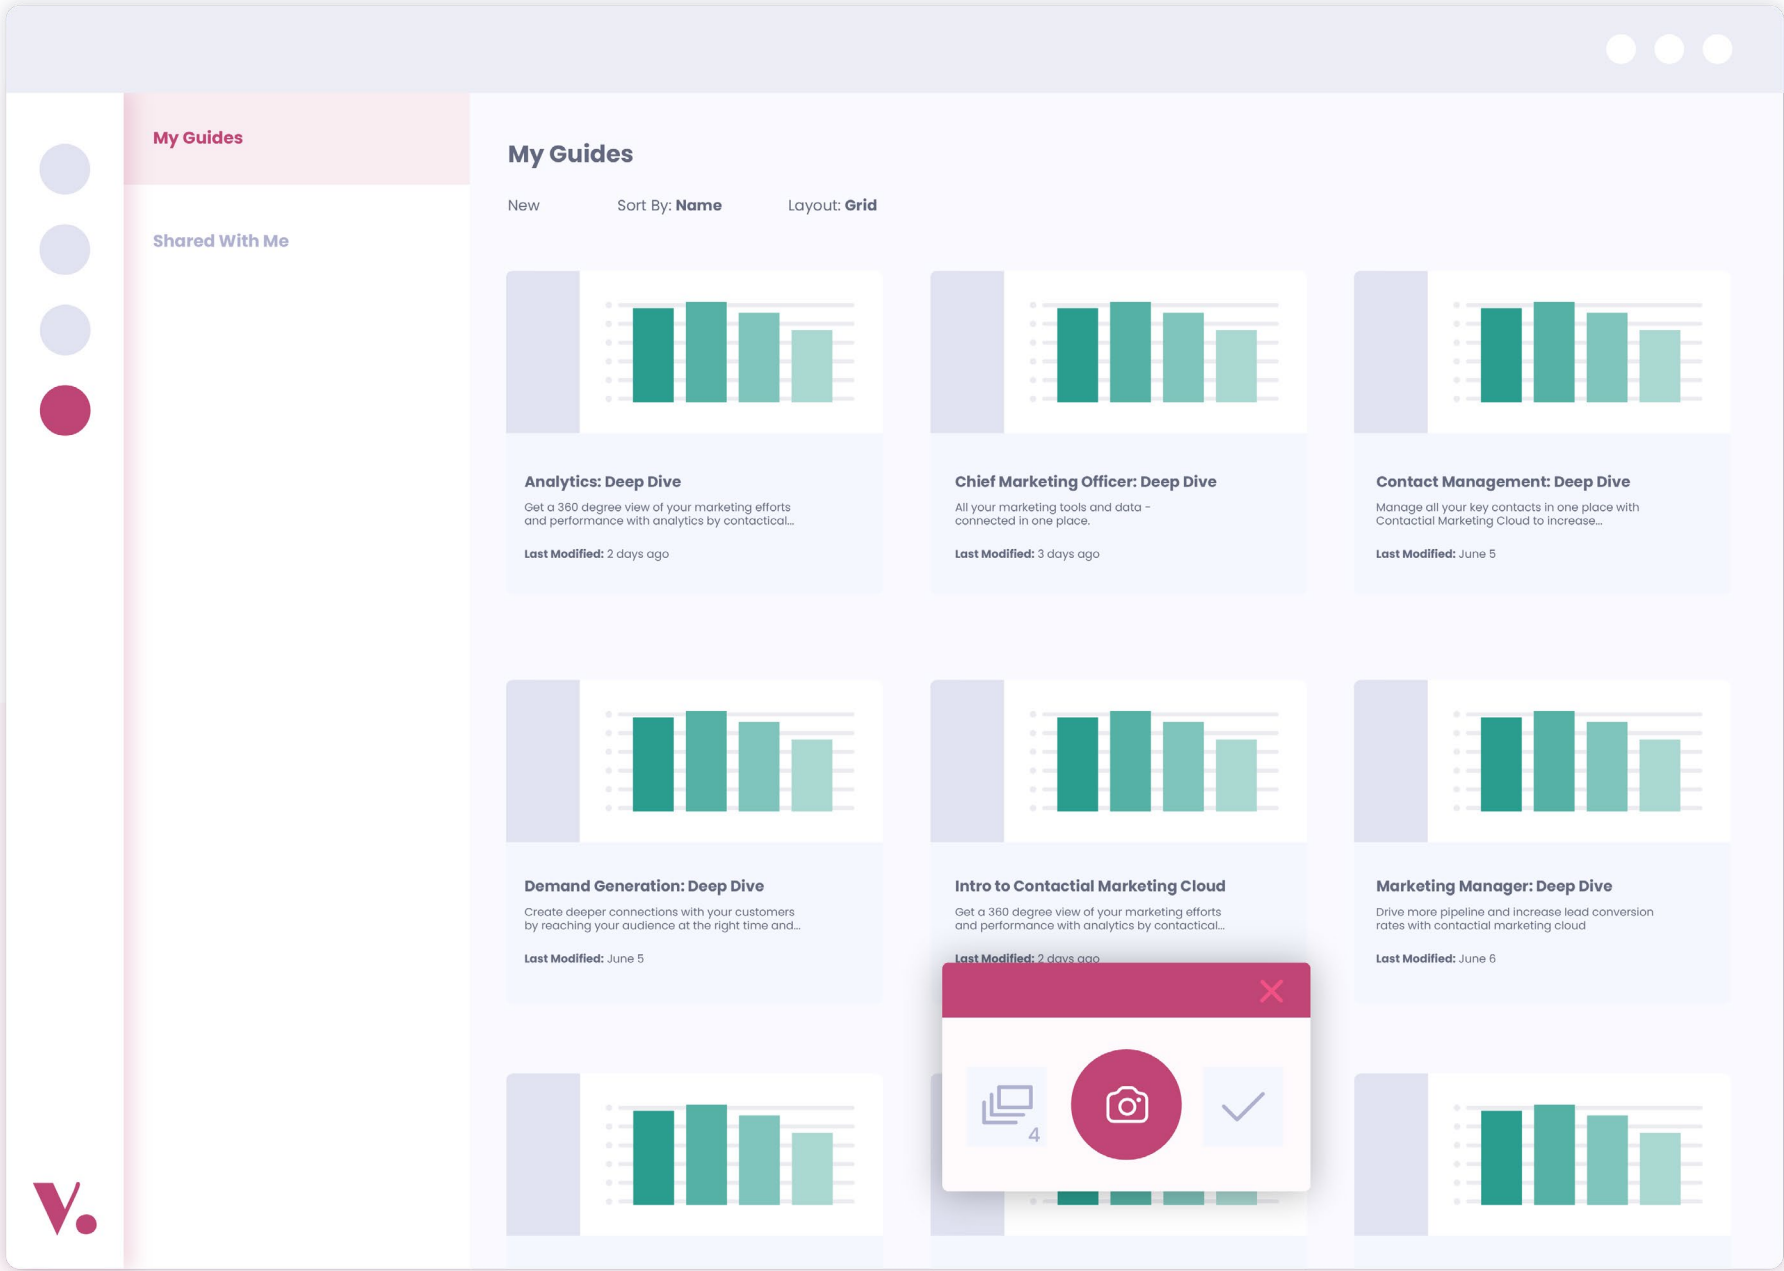 My Guides
Shared With Me
My Guides
New Sort By: Name Layout: Grid
Analytics: Deep Dive
Get a 360 degree view of your marketing efforts
and performance with analytics by contactical...
Last Modified: 2 days ago
Chief Marketing Officer: Deep Dive
All your marketing tools and data -
connected in one place.
Last Modified: 3 days ago
Contact Management: Deep Dive
Manage all your key contacts in one place with
Contactial Marketing Cloud to increase...
Last Modified: June 5
Demand Generation: Deep Dive
Create deeper connections with your customers
by reaching your audience at the right time and...
Last Modified: June 5
Intro to Contactial Marketing Cloud
Get a 360 degree view of your marketing efforts
and performance with analytics by contactical...
Last Modified: 2 days ago
Marketing Manager: Deep Dive
Drive more pipeline and increase lead conversion
rates with contactial marketing cloud
Last Modified: June 6
4
V.